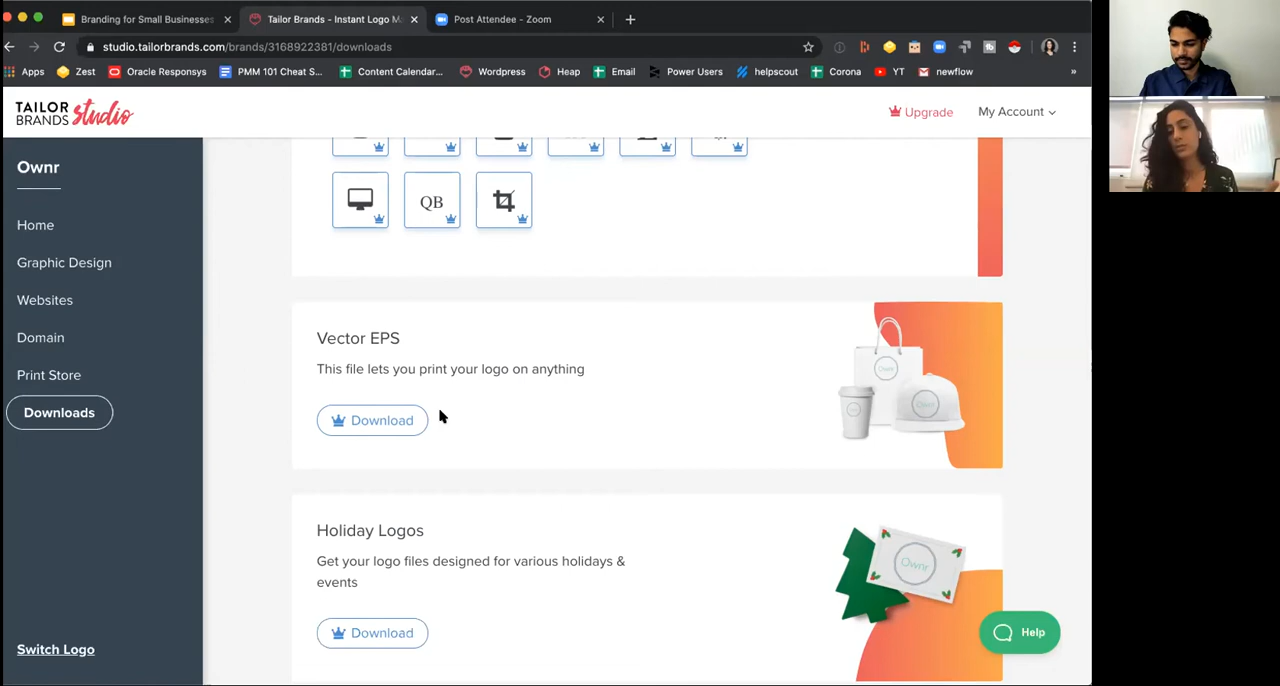 Branding for Small Businesses
Tailor Brands - Instant Logo M
Post Attendee - Zoom
studio.tailorbrands.com/brands/3168922381/downloads
Apps
Zest
Oracle Responsys
PMM 101 Cheat S...
Content Calendar...
Wordpress
Heap
Email
Power Users
helpscout
Corona
YT
newflow
»
TAILOR
BRANDS studio
Upgrade
My Account
Ownr
Home
Graphic Design
Websites
Domain
Print Store
Downloads
Switch Logo
QB
Vector EPS
This file lets you print your logo on anything
Download
Ownr
Ownr
Holiday Logos
Get your logo files designed for various holidays &
events
Download
Ownr
Help